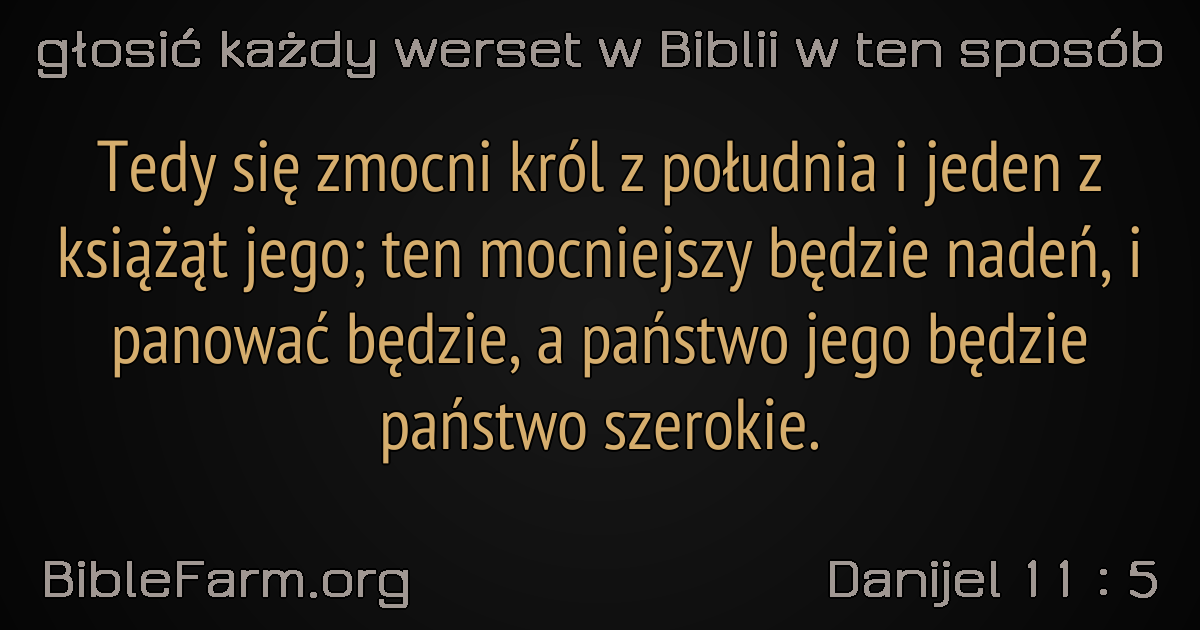 głosić każdy werset w Biblii w ten sposób
Tedy się zmocni król z południa i jeden z
książąt jego; ten mocniejszy będzie nadeń, i
panować będzie, a państwo jego będzie
państwo szerokie.
BibleFarm.org
Danijel 11 : 5